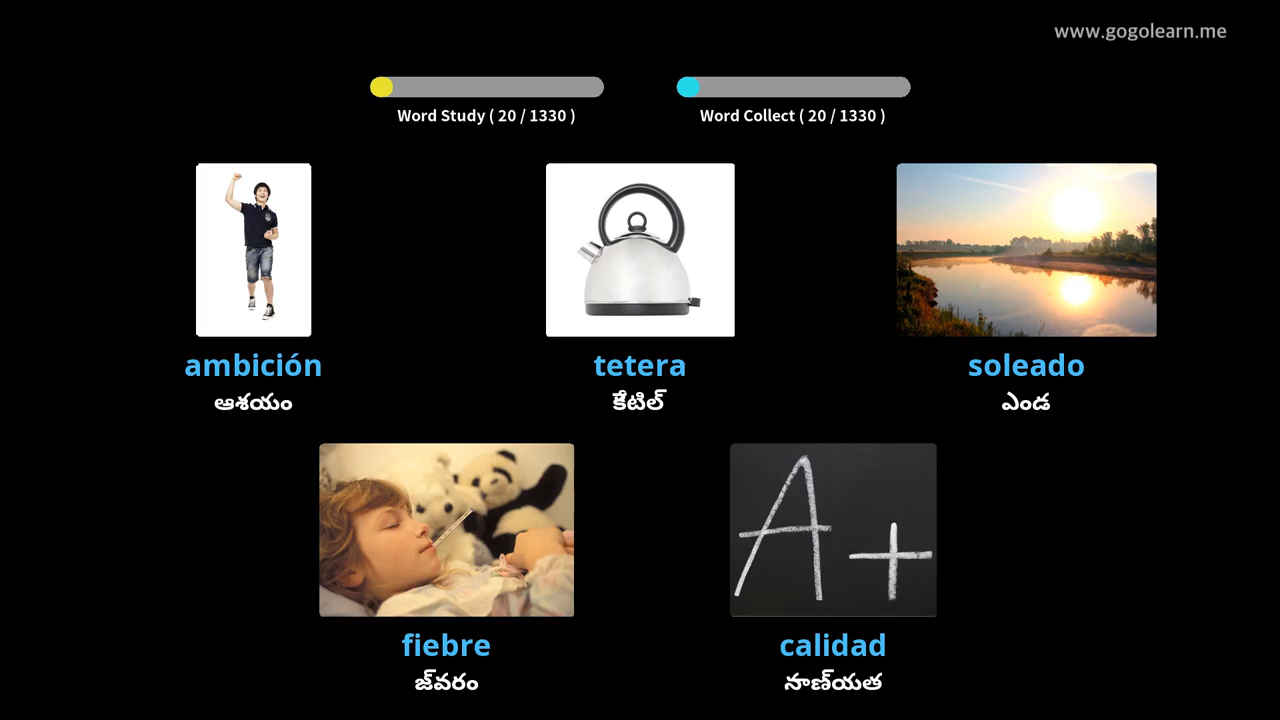 www.gogolearn.me
Word Study ( 20 / 1330 )
Word Collect ( 20 / 1330 )
ambición
ఆశయం
tetera
కేటిల్
soleado
ఎండ
fiebre
జ్‌వరం
calidad
నాణ్‌యత